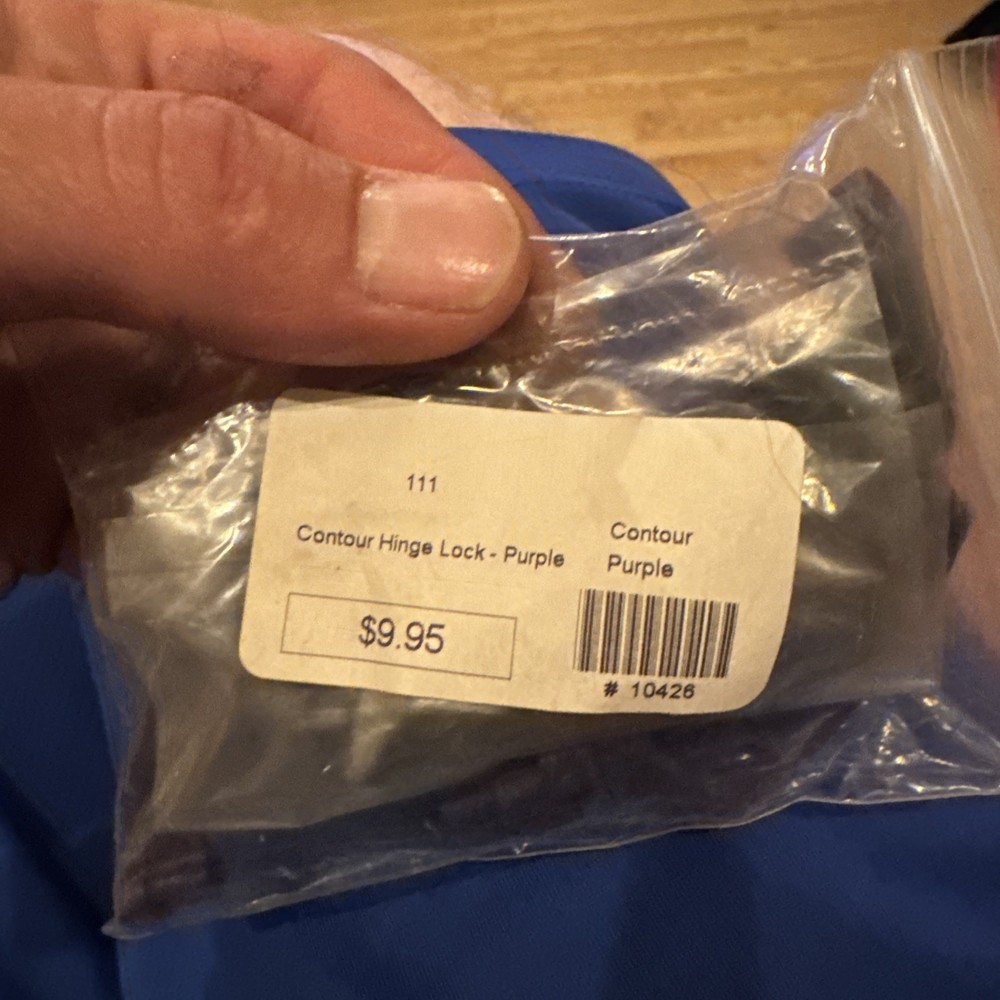 111
Contour Hinge Lock - Purple
$9.95
Contour
Purple
# 10426